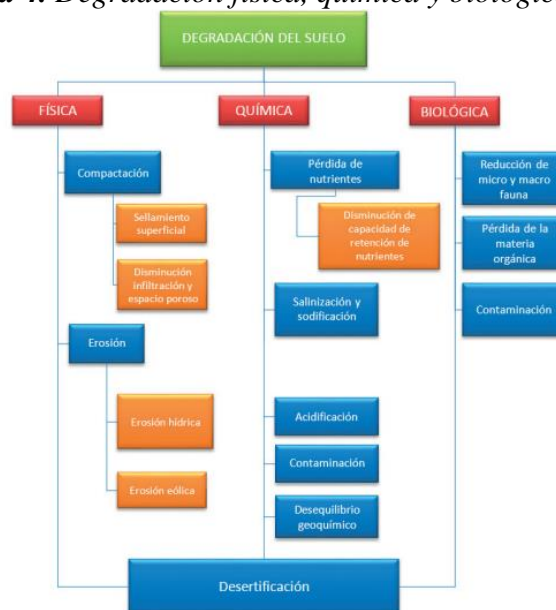 Degradación física, química y biológic
DEGRADACIÓN DEL SUELO
FÍSICA
QUÍMICA
BIOLÓGICA
Compactación
Sellamiento
superficial
Disminución
infiltración y
espacio poroso
Erosión
Erosión hídrica
Erosión eólica
Pérdida de
nutrientes
Disminución de
capacidad de
retención de
nutrientes
Salinización y
sodificación
Acidificación
Contaminación
Desequilibrio
geoquímico
Reducción de
micro y macro
fauna
Pérdida de la
materia
orgánica
Contaminación
Desertificación